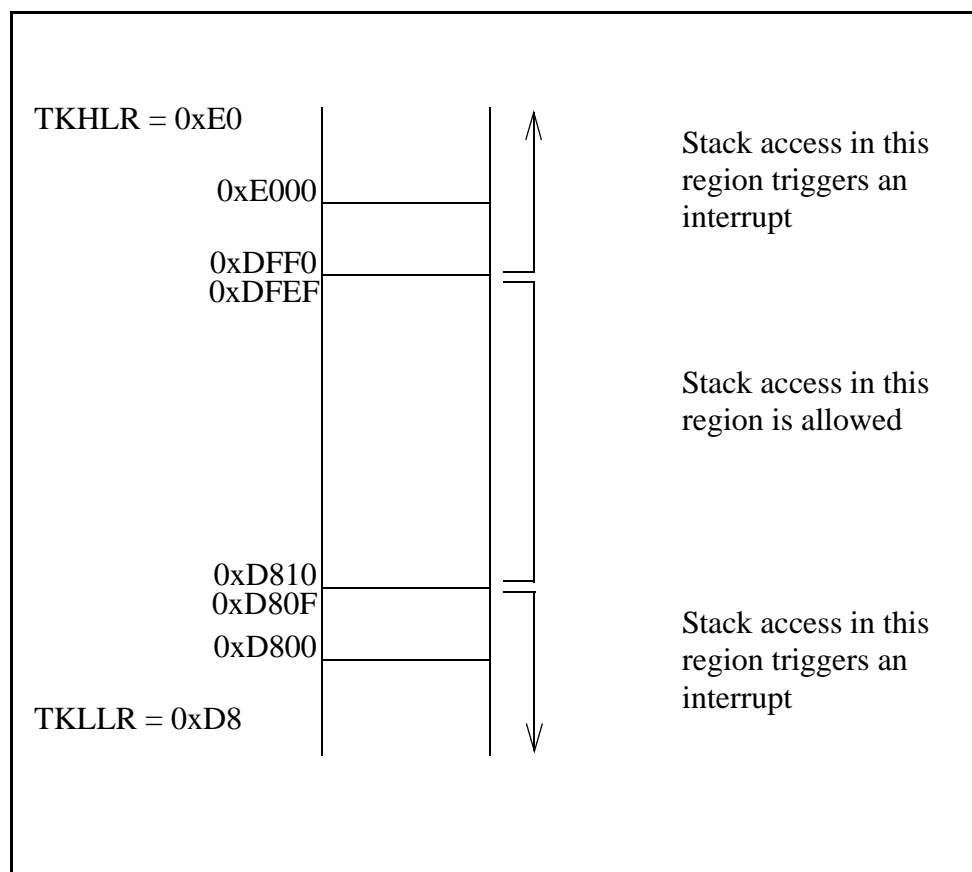 TKHLR = 0xE0
Stack access in this
region triggers an
interrupt
0xE000
0xDFF0
0xDFEF
Stack access in this
region is allowed
0xD810
0xD80F
0xD800
Stack access in this
region triggers an
interrupt
TKLLR = 0xD8